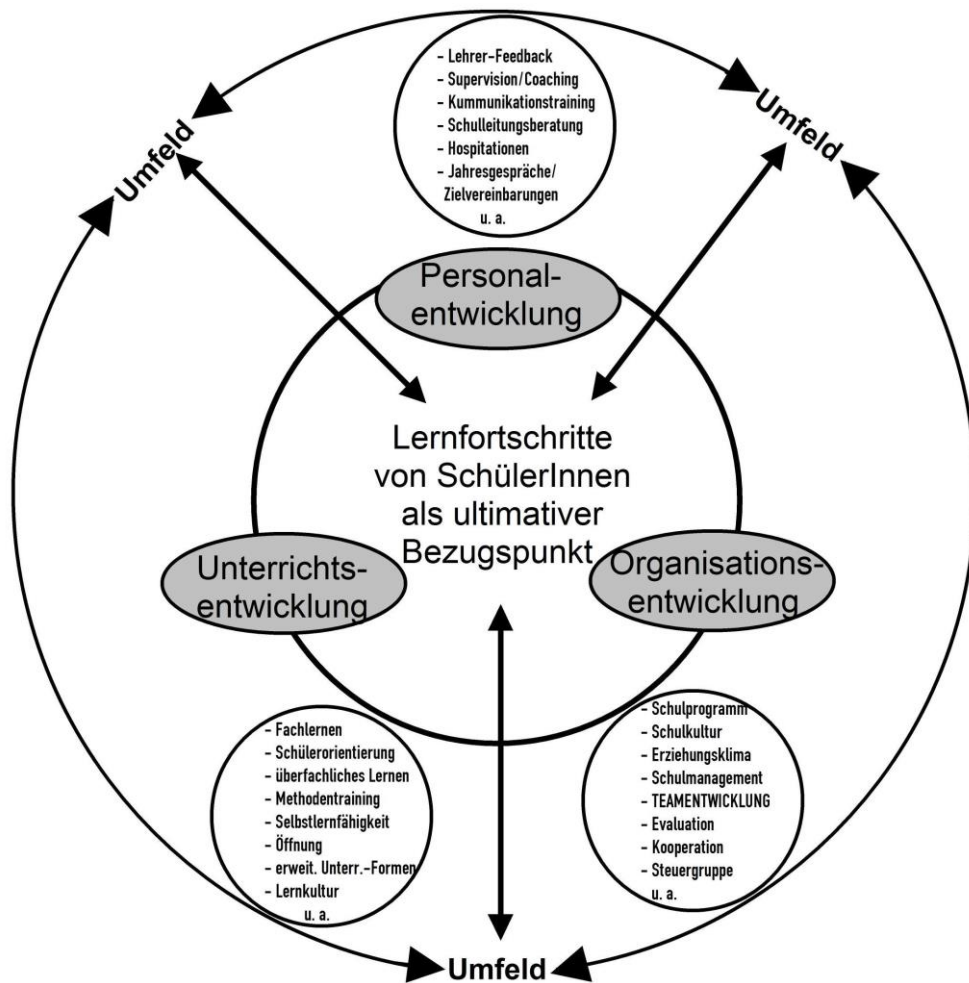 - Lehrer-Feedback
- Supervision/Coaching
- Kummunikationstraining
- Schulleitungsberatung
- Hospitationen
- Jahresgespräche/
Zielvereinbarungen
u. a.
Umfeld
Umfeld
Personal-
entwicklung
Lernfortschritte
von SchülerInnen
als ultimativer
Bezugspunkt
Unterrichts-
entwicklung
Organisations-
entwicklung
- Fachlernen
- Schülerorientierung
- überfachliches Lernen
- Methodentraining
- Selbstlernfähigkeit
- Öffnung
- erweit. Unterr.-Formen
- Lernkultur
u. a.
- Schulprogramm
- Schulkultur
- Erziehungsklima
- Schulmanagement
- TEAMENTWICKLUNG
- Evaluation
- Kooperation
- Steuergruppe
u. a.
Umfeld